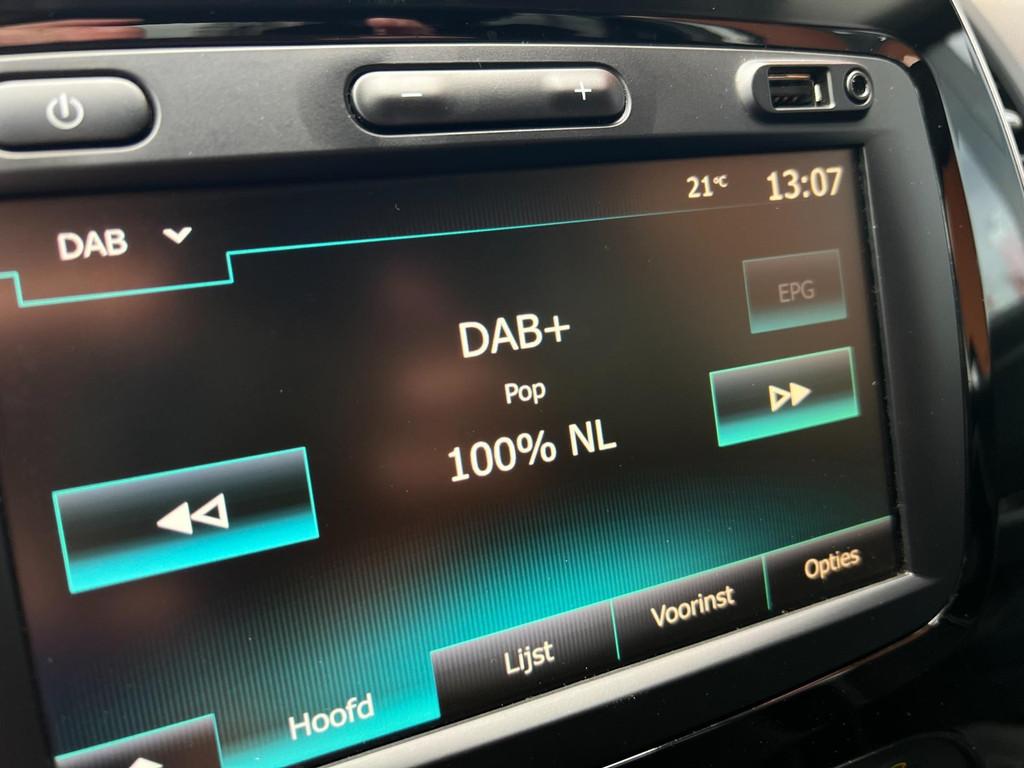 − +
21°C 13:07
DAB
EPG
DAB+
Pop
100% NL
Hoofd Lijst Voorinst Opties